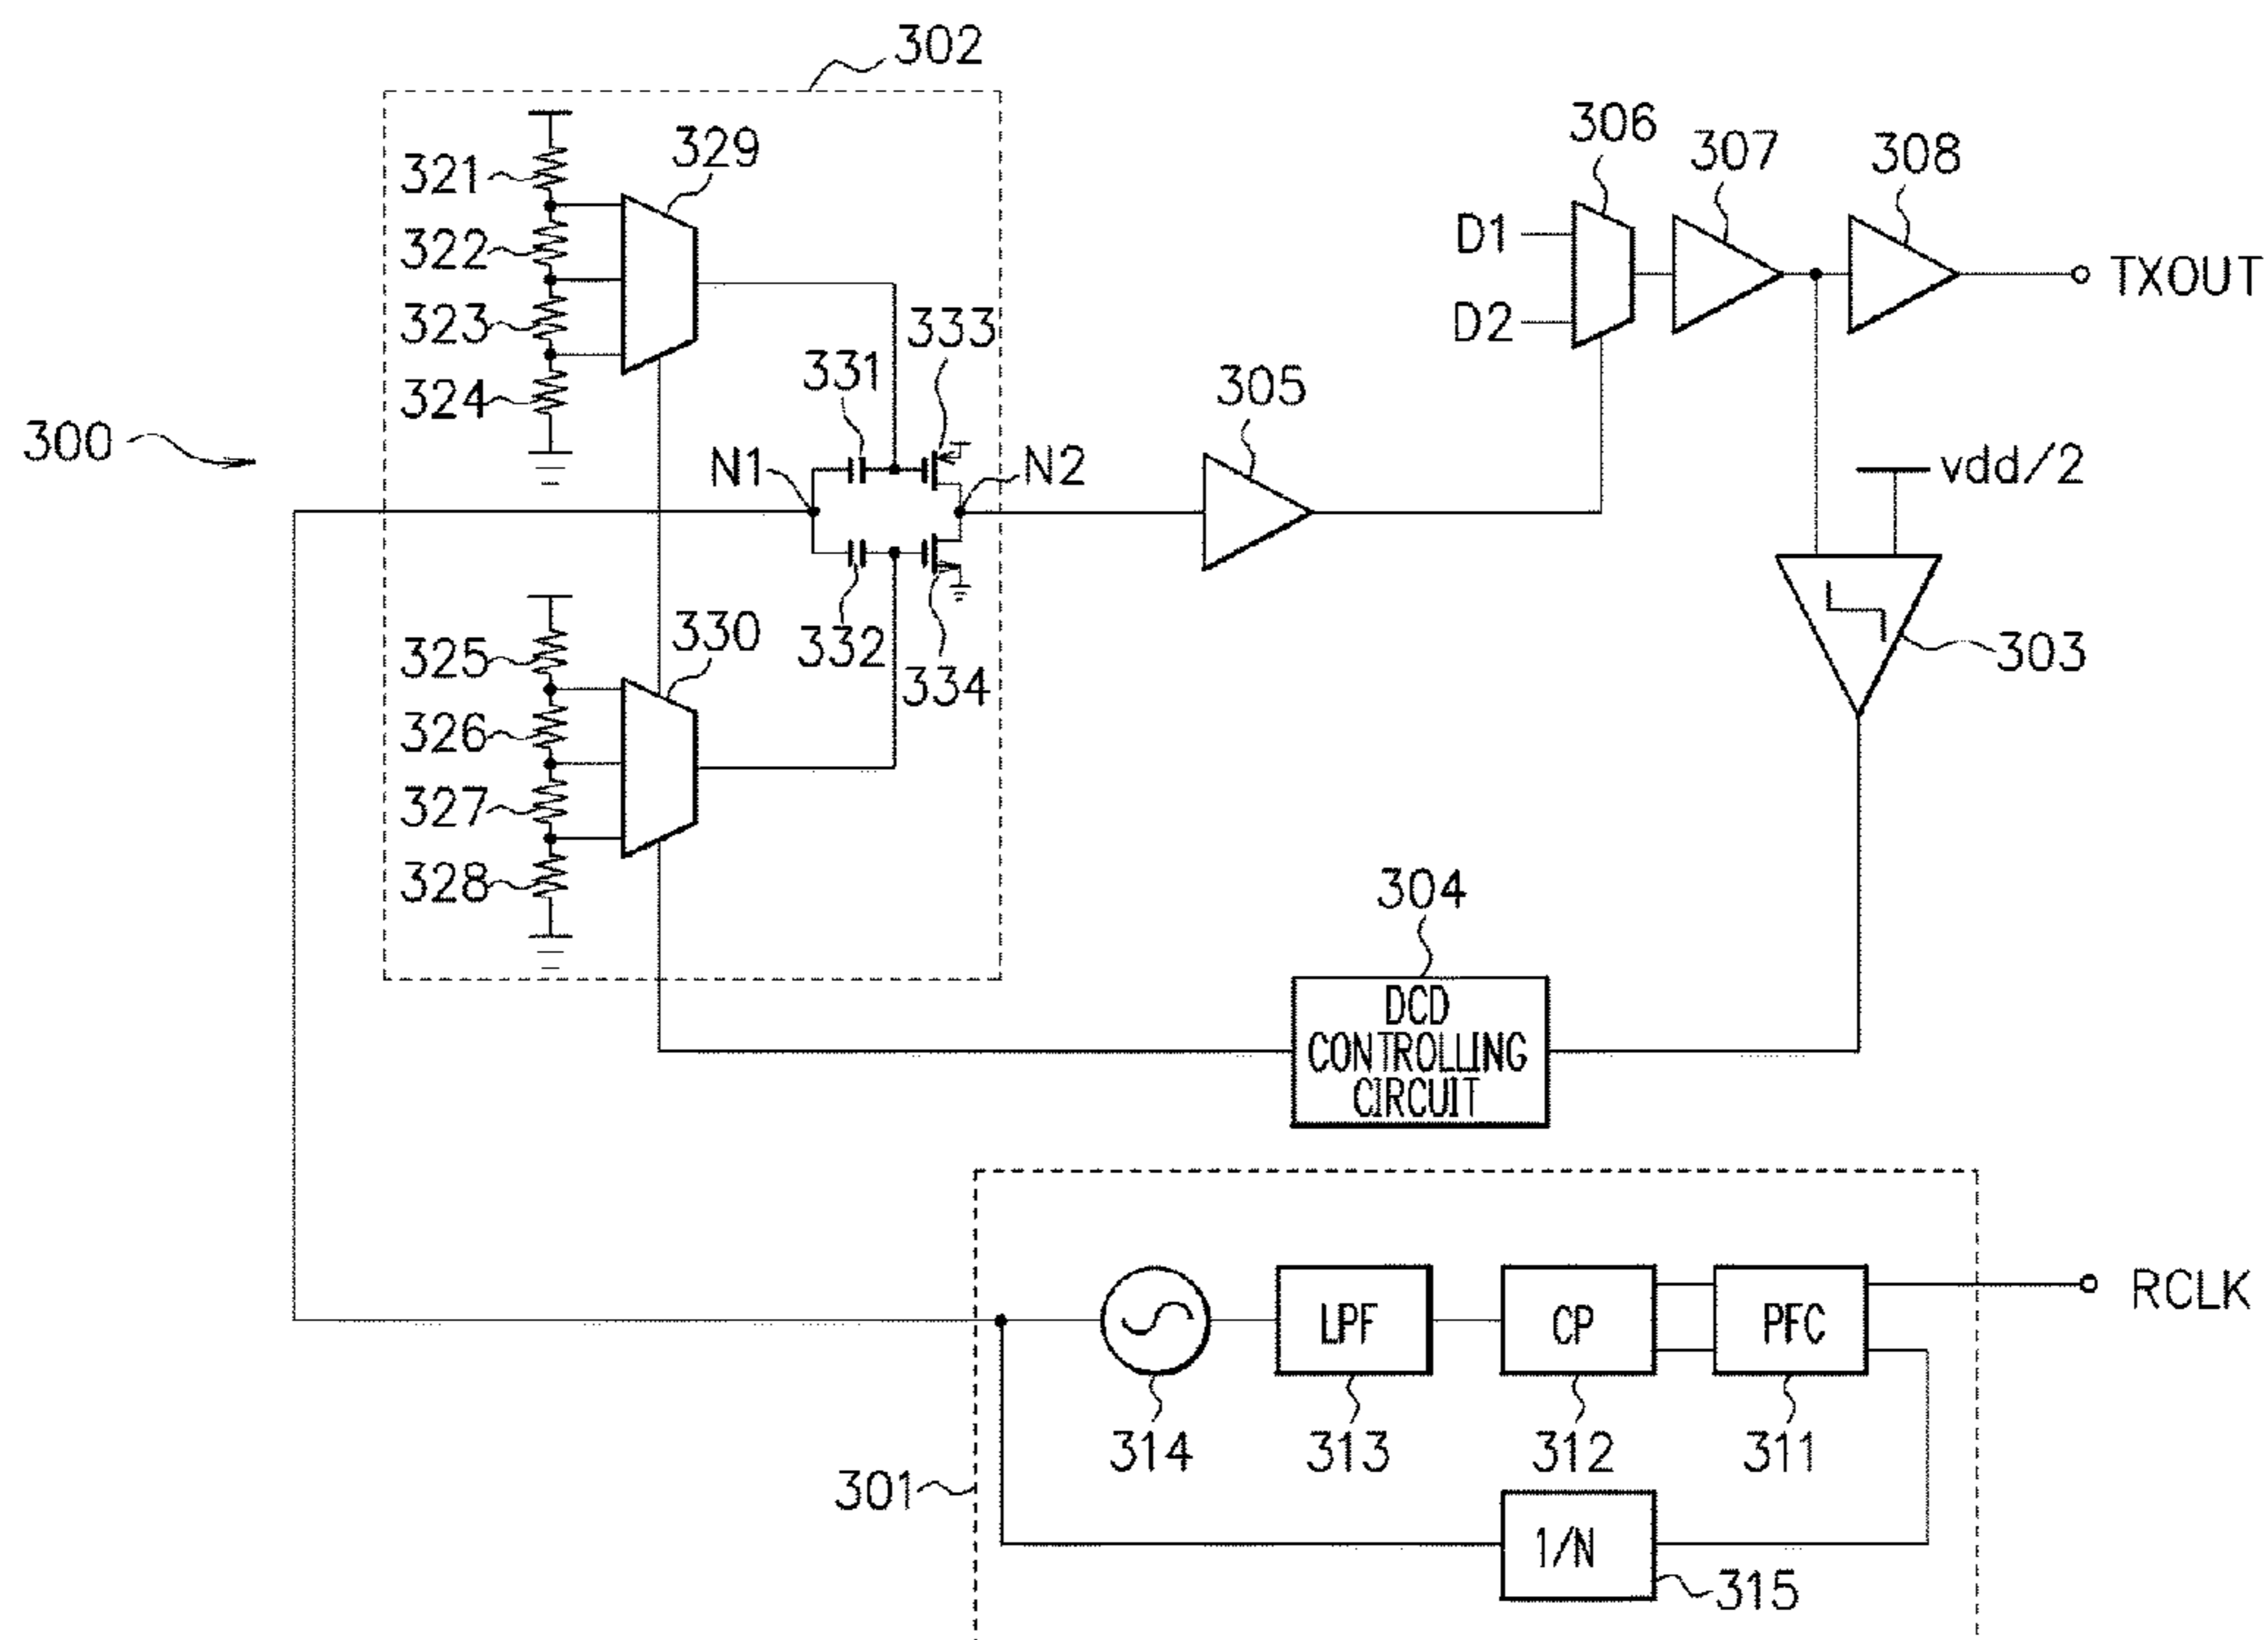 302
321
322
323
324
329
306
307
308
D1
D2
TXOUT
333
331
305
300
N1
N2
vdd/2
332
334
303
325
326
327
328
330
304
DCD
CONTROLLING
CIRCUIT
LPF
CP
PFC
RCLK
314
313
312
311
301
1/N
315